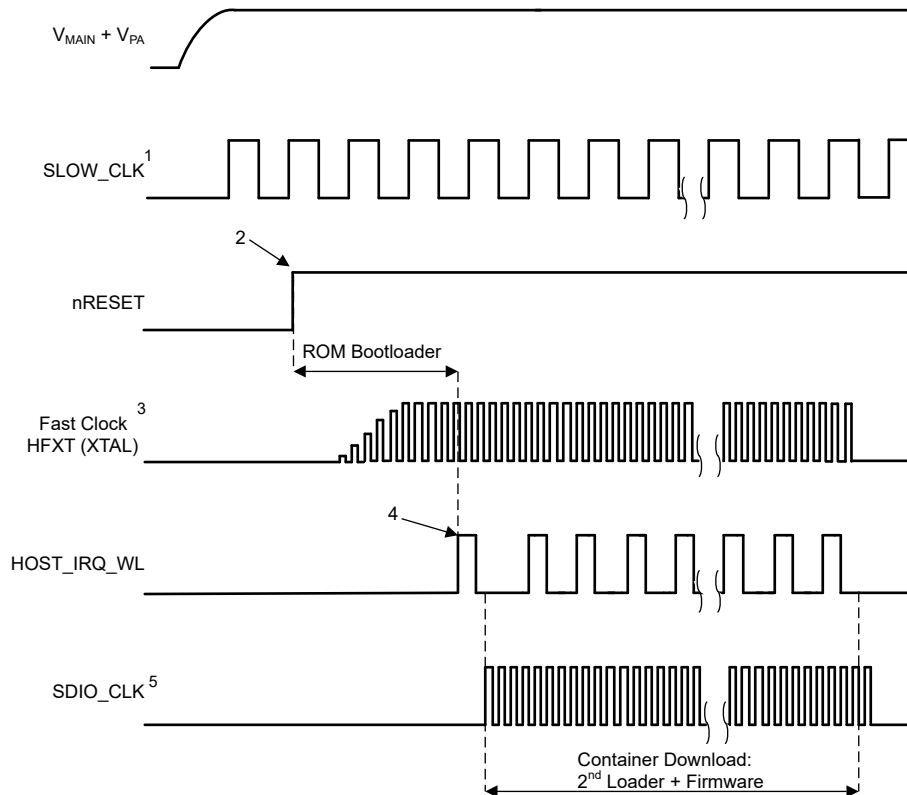 V_MAIN + V_PA
SLOW_CLK 1
2
nRESET
ROM Bootloader
Fast Clock 3
HFXT (XTAL)
4
HOST_IRQ_WL
SDIO_CLK 5
Container Download:
2nd Loader + Firmware